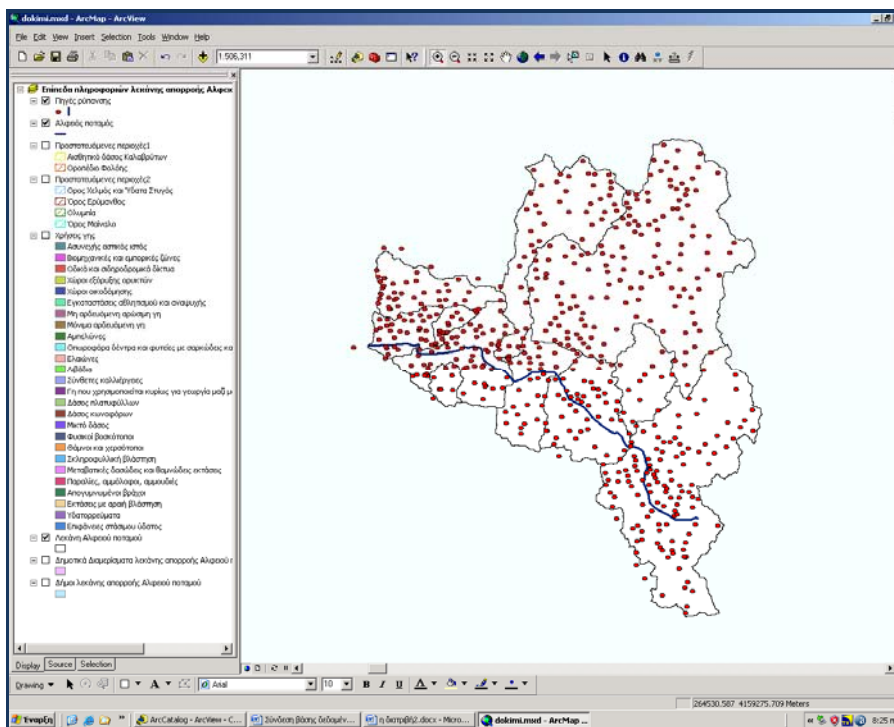 dokimi.mxd - ArcMap - ArcView
File Edit View Insert Selection Tools Window Help
1:506,311
Επίπεδα πληροφοριών λεκάνης απορροής Αλφει
Πηγές ρύπανσης
Αλφειός ποταμός
Προστατευόμενες περιοχές1
Αισθητικό δάσος Καλαβρύτων
Οροπέδιο Φολόης
Προστατευόμενες περιοχές2
Όρος Χελμός και Ύδατα Στυγός
Όρος Ερύμανθος
Ολυμπία
Όρος Μαίναλο
Χρήσεις γης
Ασυνεχής αστικός ιστός
Βιομηχανικές και εμπορικές ζώνες
Οδικά και σιδηροδρομικά δίκτυα
Χώροι εξόρυξης ορυκτών
Χώροι οικοδόμησης
Εγκαταστάσεις αθλητισμού και αναψυχής
Μη αρδευόμενη αρόσιμη γη
Μόνιμα αρδευόμενη γη
Αμπελώνες
Οπωροφόρα δέντρα και φυτείες με σαρκώδεις κα
Ελαιώνες
Λιβάδια
Σύνθετες καλλιέργειες
Γη που χρησιμοποιείται κυρίως για γεωργία μαζί μ
Δάσος πλατυφύλλων
Δάσος κωνοφόρων
Μικτό δάσος
Φυσικοί βοσκότοποι
Θάμνοι και χερσότοποι
Σκληροφυλλική βλάστηση
Μεταβατικές δασώδεις και θαμνώδεις εκτάσεις
Παραλίες, αμμόλοφοι, αμμουδιές
Απογυμνωμένοι βράχοι
Εκτάσεις με αραιή βλάστηση
Υδατορρεύματα
Επιφάνειες στάσιμου ύδατος
Λεκάνη Αλφειού ποταμού
Δημοτικά Διαμερίσματα λεκάνης απορροής Αλφειού π
Δήμοι λεκάνης απορροής Αλφειού ποταμού
Display Source Selection
Drawing Arial 10 B I U A
264530.587 4159275.709 Meters
Έναρξη » ArcCatalog - ArcView - C... Σύνδεση βάσης δεδομέν... η διατριβή2.docx - Micro... dokimi.mxd - ArcMap ... « 8:25